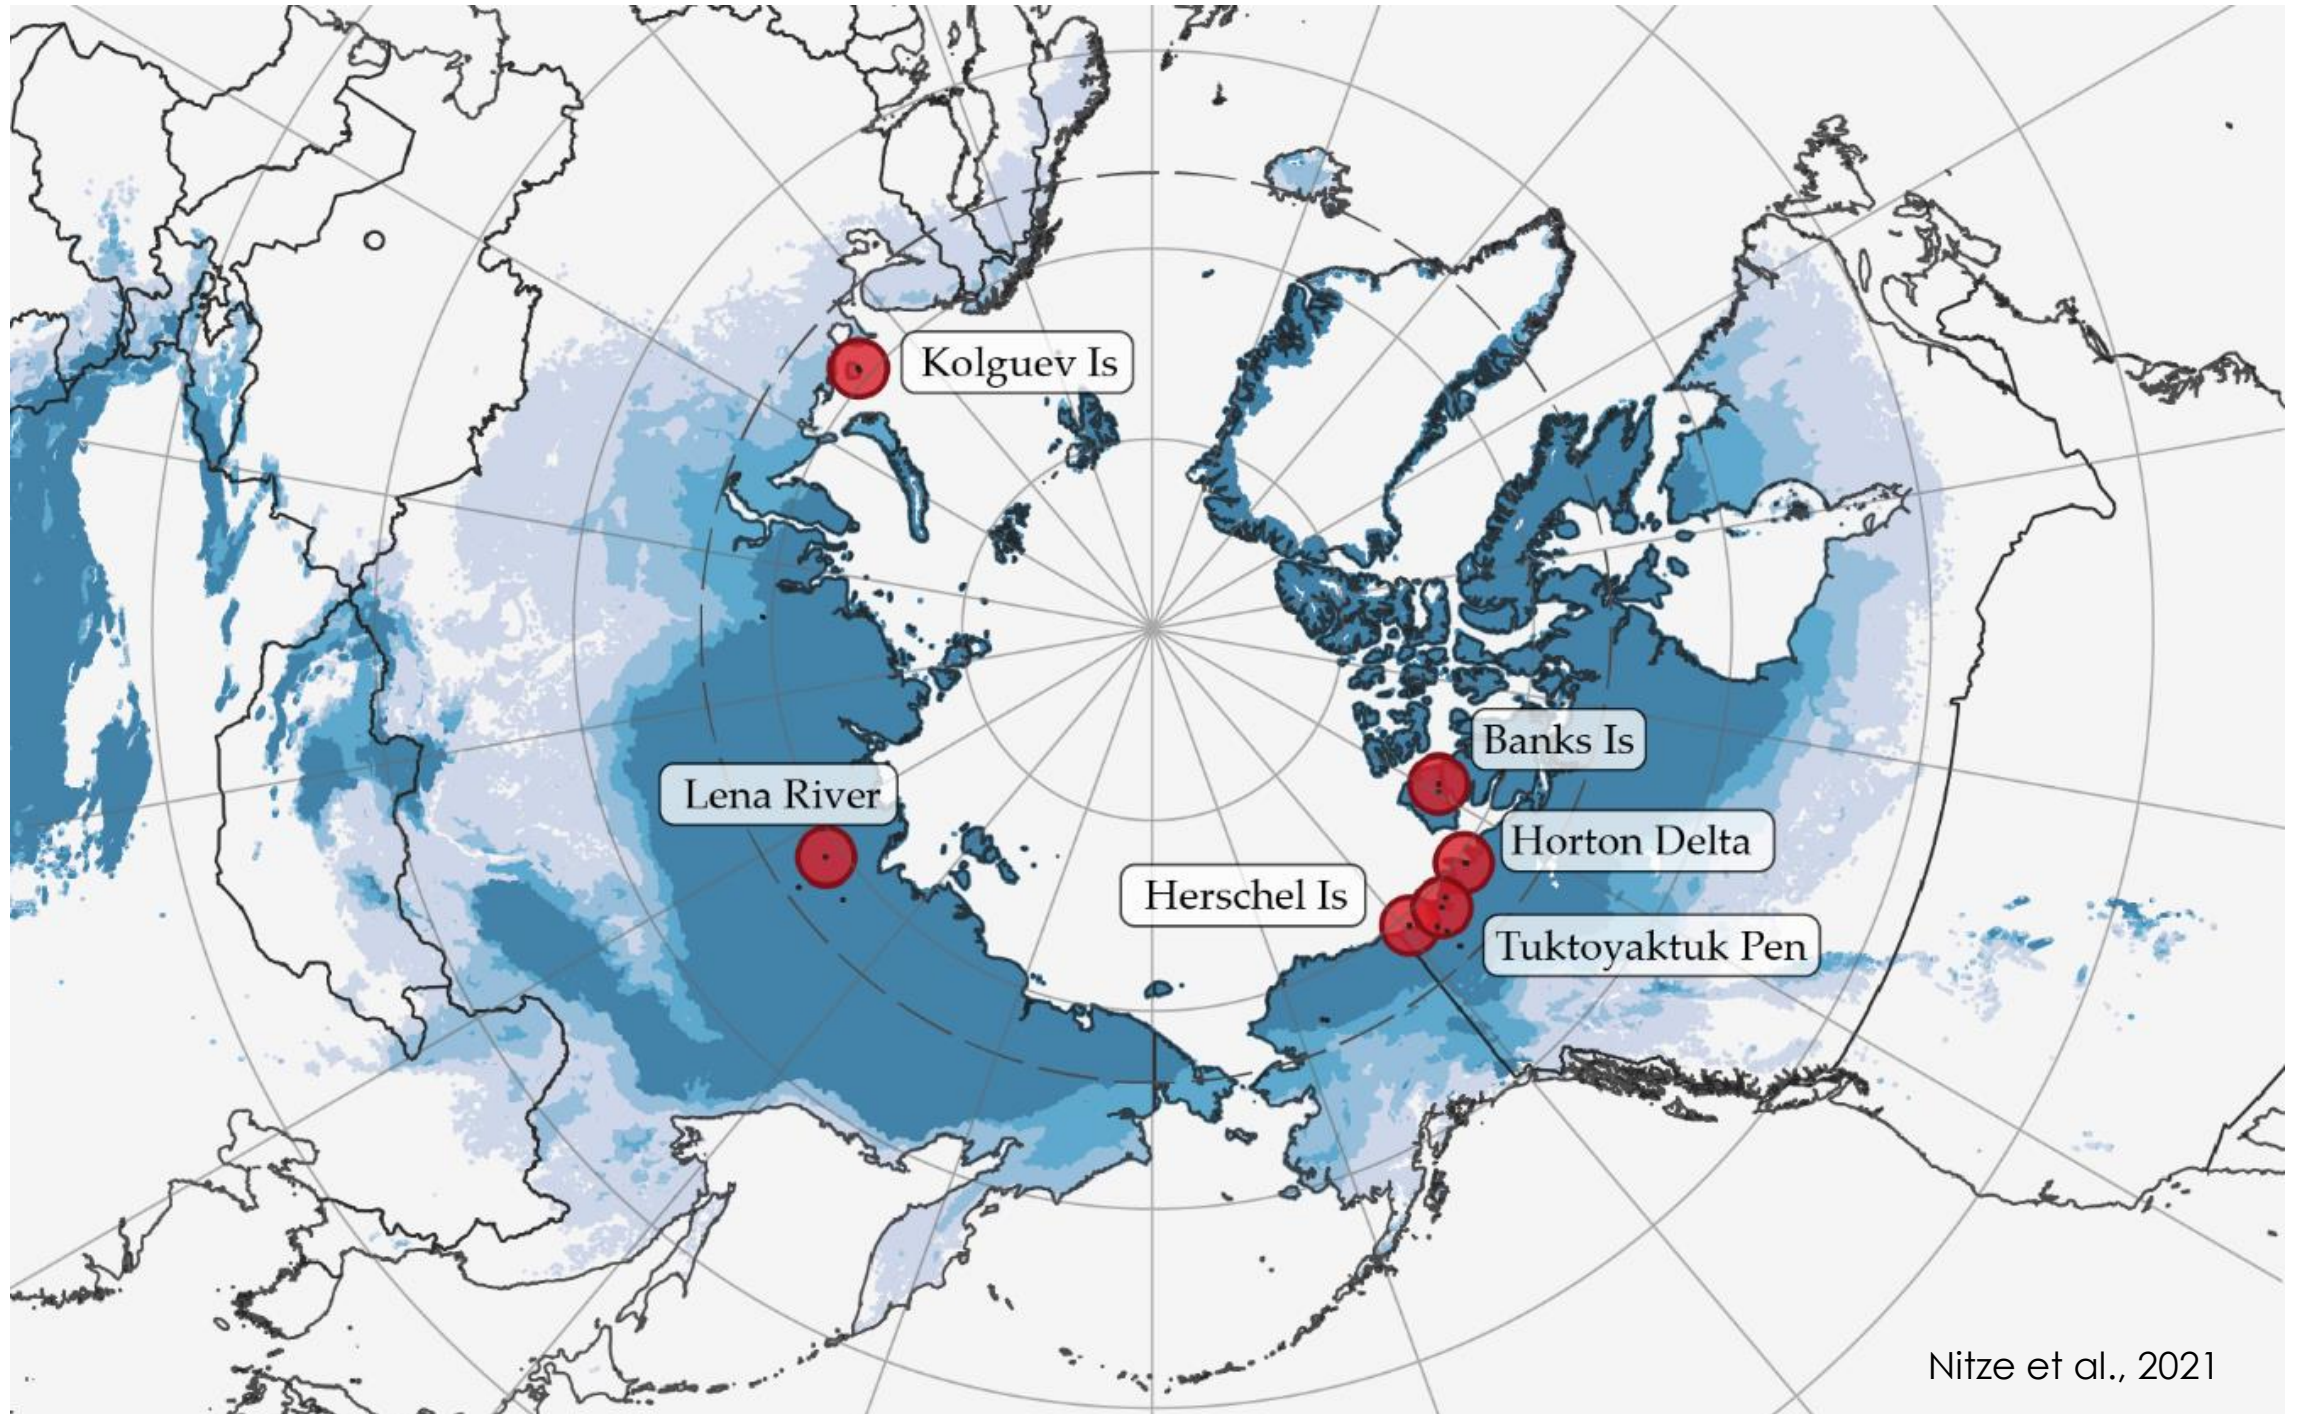 Kolguev Is
Banks Is
Lena River
Horton Delta
Herschel Is
Tuktoyaktuk Pen
Nitze et al., 2021